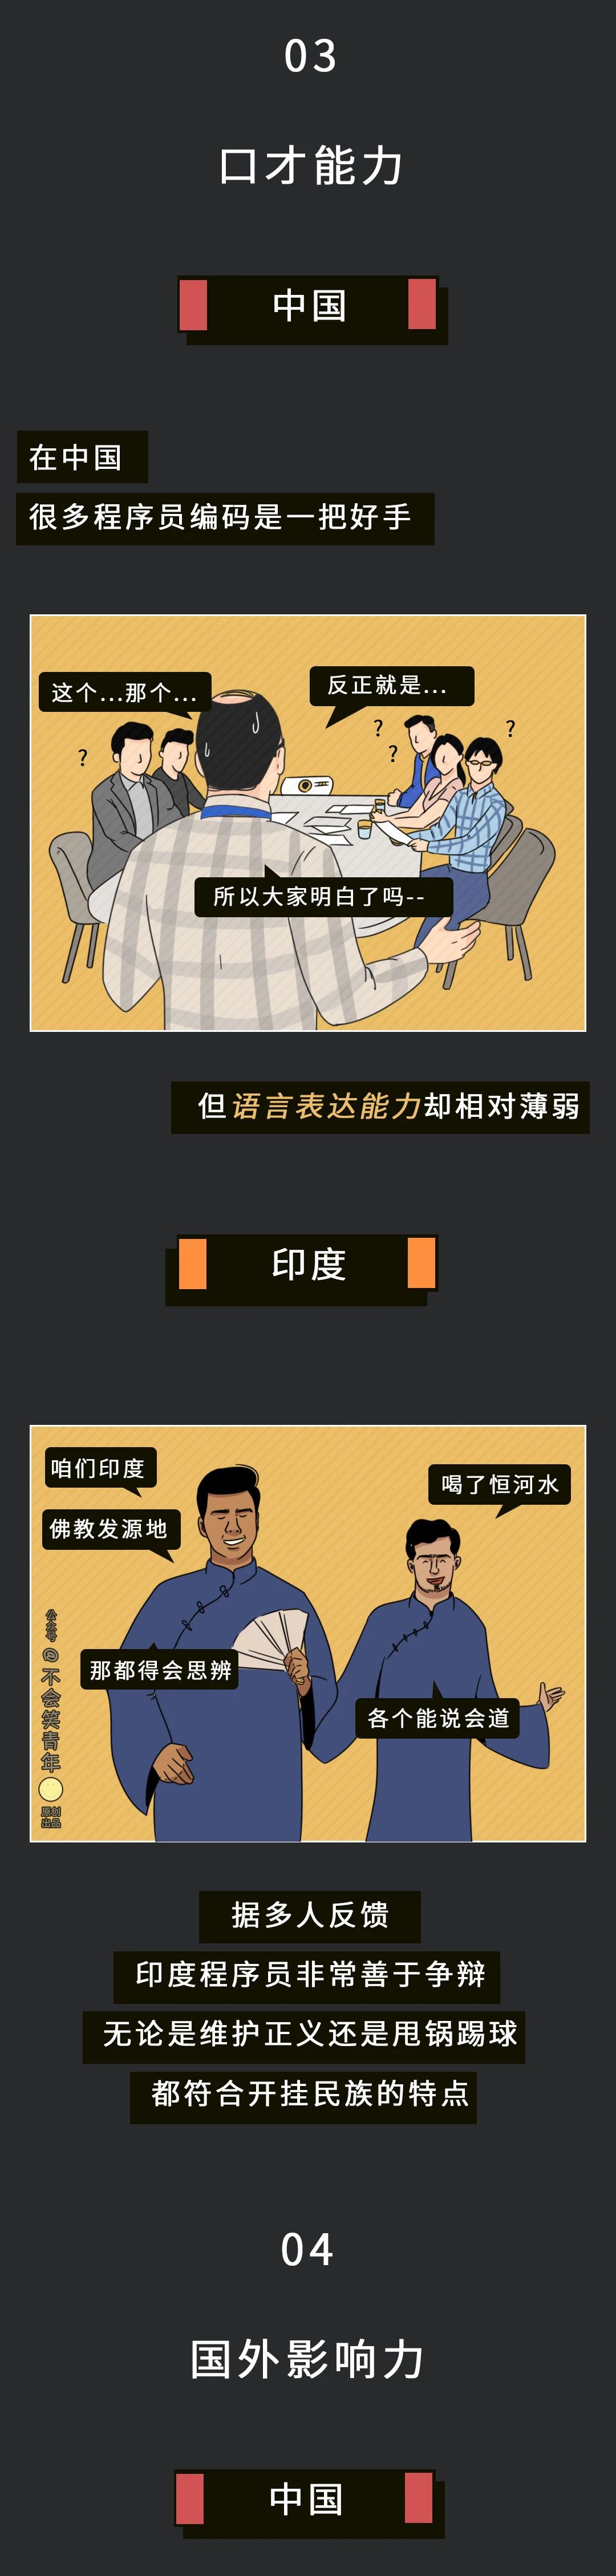 03
口才能力
中国
在中国
很多程序员编码是一把好手
这个...那个...
反正就是...
?
?
?
?
所以大家明白了吗--
但语言表达能力却相对薄弱
印度
咱们印度
喝了恒河水
佛教发源地
那都得会思辨
各个能说会道
公众号@不会笑青年
原创
出品
据多人反馈
印度程序员非常善于争辩
无论是维护正义还是甩锅踢球
都符合开挂民族的特点
04
国外影响力
中国